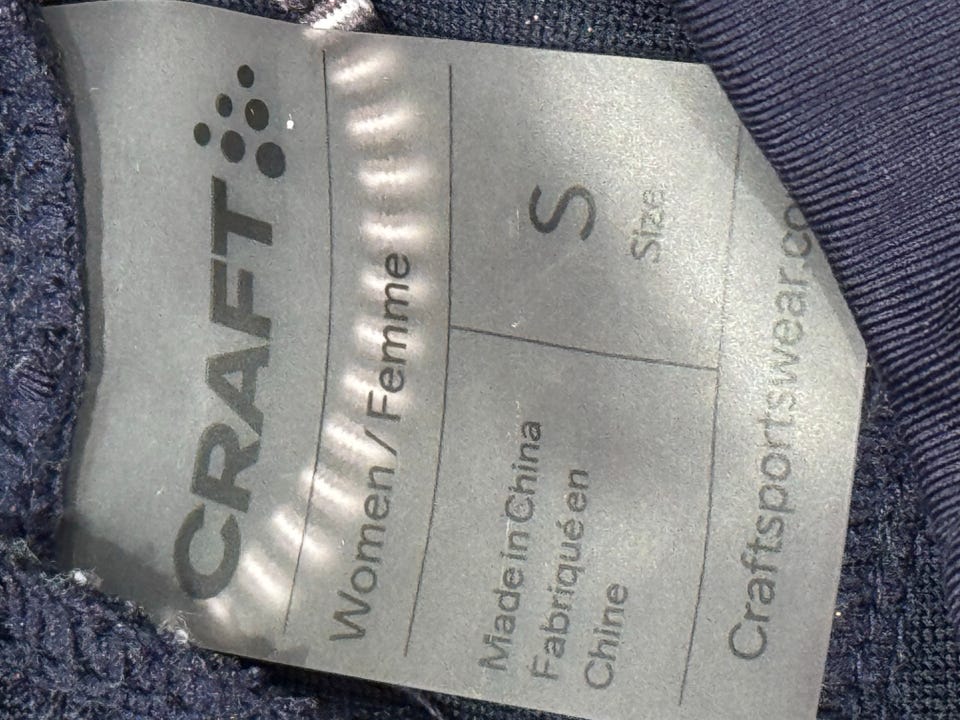 CRAFT
Women / Femme
Made in China
Fabriqué en
Chine
S
Size
Craftsportswear.co